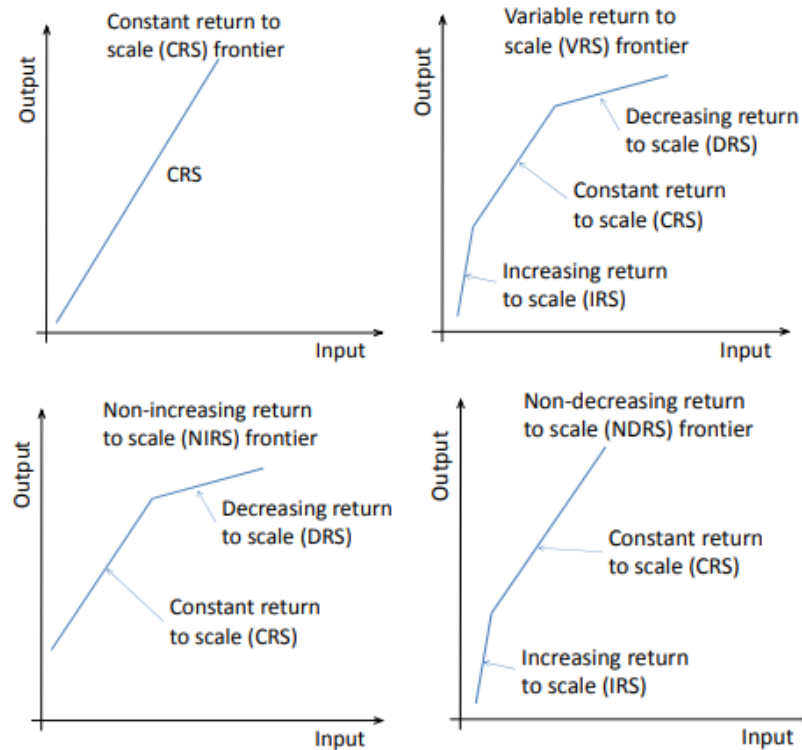 Constant return to
scale (CRS) frontier
Output
CRS
Input
Variable return to
scale (VRS) frontier
Output
Decreasing return
to scale (DRS)
Constant return
to scale (CRS)
Increasing return
to scale (IRS)
Input
Non-increasing return
to scale (NIRS) frontier
Output
Decreasing return
to scale (DRS)
Constant return
to scale (CRS)
Input
Non-decreasing return
to scale (NDRS) frontier
Output
Constant return
to scale (CRS)
Increasing return
to scale (IRS)
Input